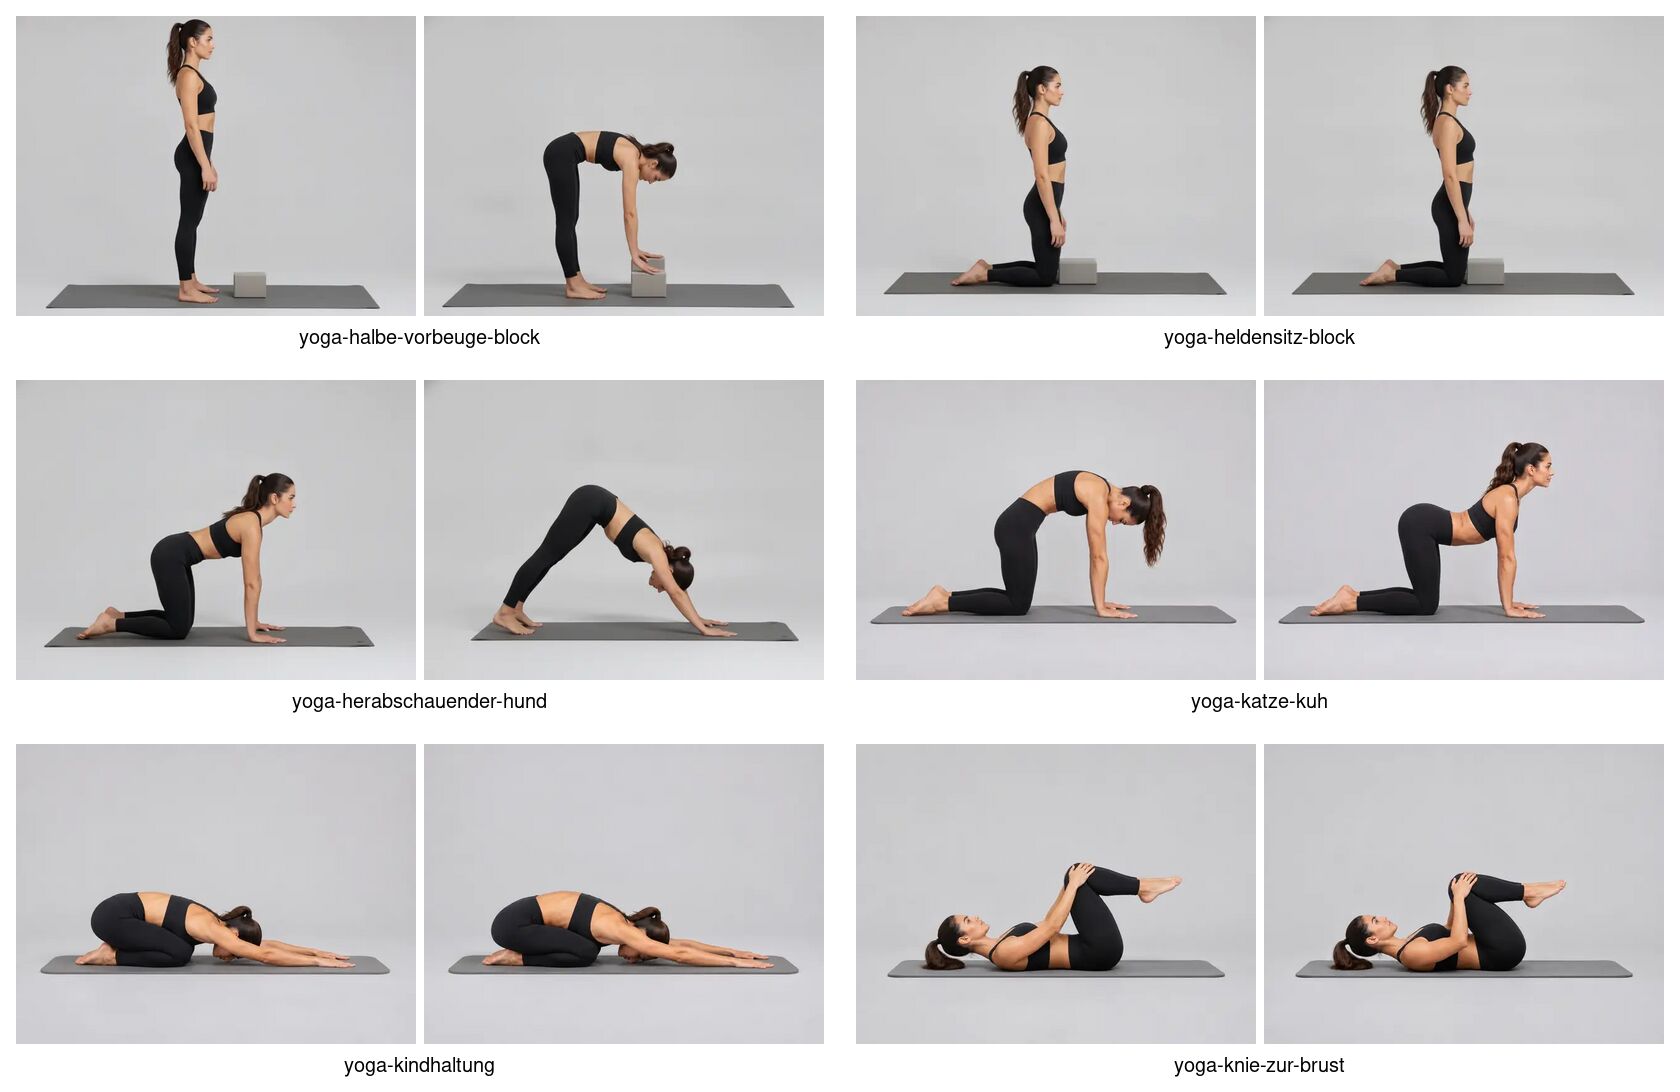 yoga-halbe-vorbeuge-block
yoga-heldensitz-block
yoga-herabschauender-hund
yoga-katze-kuh
yoga-kindhaltung
yoga-knie-zur-brust